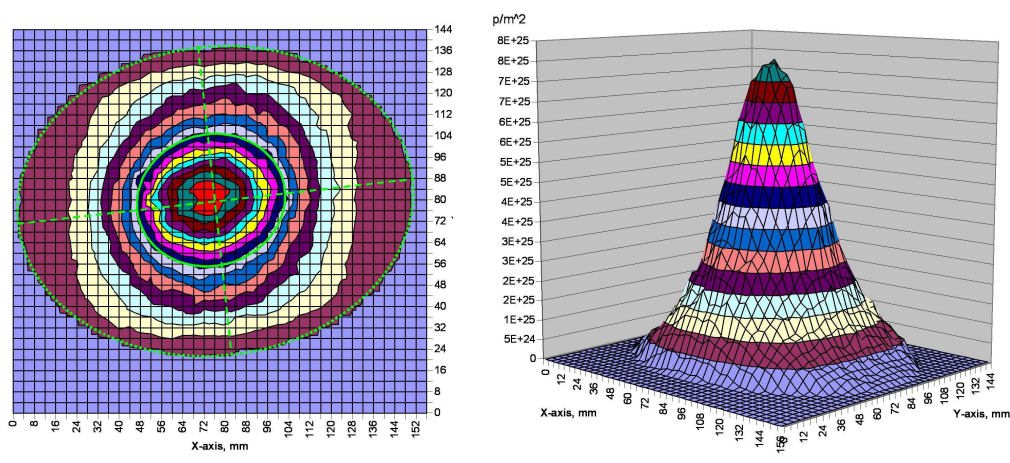 144
136
128
120
112
104
96
88
80
72
64
56
48
40
32
24
16
8
0
0 8 16 24 32 40 48 56 64 72 80 88 96 104 112 120 128 136 144 152
X-axis, mm
p/m^2
8E+25
8E+25
7E+25
7E+25
6E+25
6E+25
5E+25
5E+25
4E+25
4E+25
3E+25
3E+25
2E+25
2E+25
1E+25
5E+24
0
0 12 24 36 48 60 72 84 96 108 120 132 144 156
X-axis, mm
0 12 24 36 48 60 72 84 96 108 120 132 144
Y-axis, mm